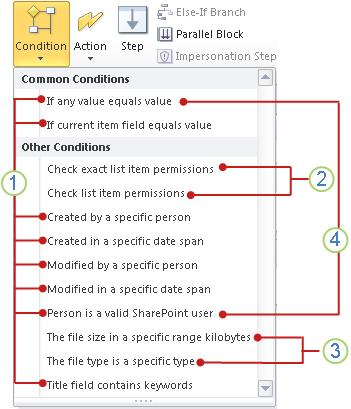 Condition
Action
Step
Else-If Branch
Parallel Block
Impersonation Step
Common Conditions
If any value equals value
If current item field equals value
Other Conditions
Check exact list item permissions
Check list item permissions
Created by a specific person
Created in a specific date span
Modified by a specific person
Modified in a specific date span
Person is a valid SharePoint user
The file size in a specific range kilobytes
The file type is a specific type
Title field contains keywords
1
2
4
3